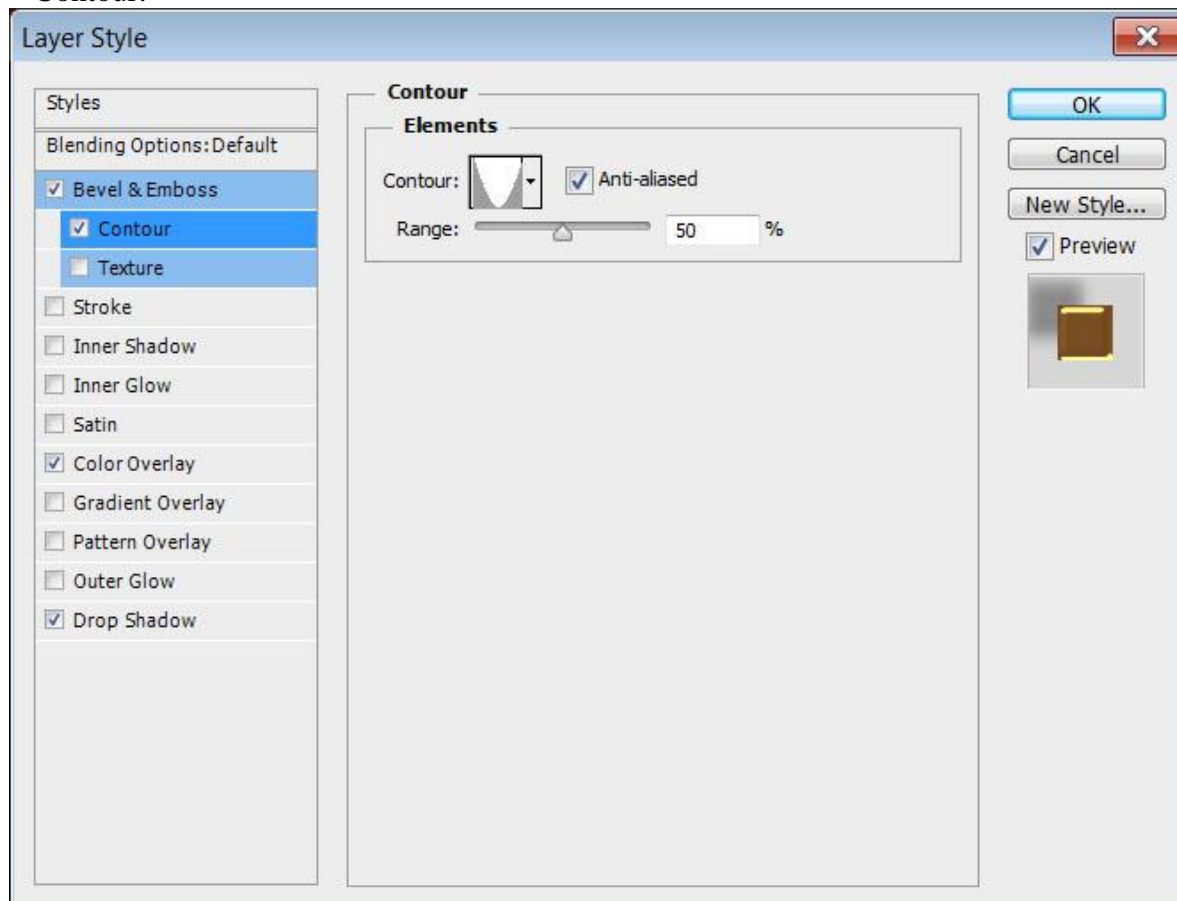 Contour:
Layer Style
Styles
Blending Options:Default
Bevel & Emboss
Contour
Texture
Stroke
Inner Shadow
Inner Glow
Satin
Color Overlay
Gradient Overlay
Pattern Overlay
Outer Glow
Drop Shadow
Contour
Elements
Contour:
Anti-aliased
Range:
50 %
OK
Cancel
New Style...
Preview